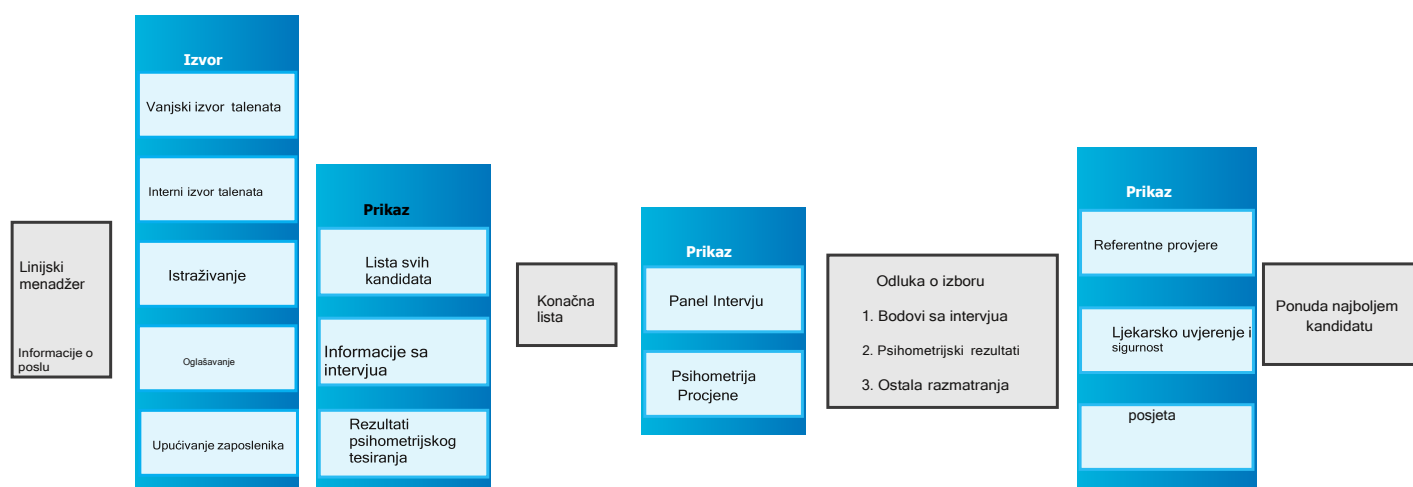 Linijski
menadžer
Informacije o
poslu
Izvor
Vanjski izvor talenata
Interni izvor talenata
Istraživanje
Oglašavanje
Upućivanje zaposlenika
Prikaz
Lista svih
kandidata
Informacije sa
intervjua
Rezultati
psihometrijskog
tesiranja
Konačna
lista
Prikaz
Panel Intervju
Psihometrija
Procjene
Odluka o izboru
1. Bodovi sa intervjua
2. Psihometrijski rezultati
3. Ostala razmatranja
Prikaz
Referentne provjere
Ljekarsko uvjerenje i
sigurnost
posjeta
Ponuda najboljem
kandidatu